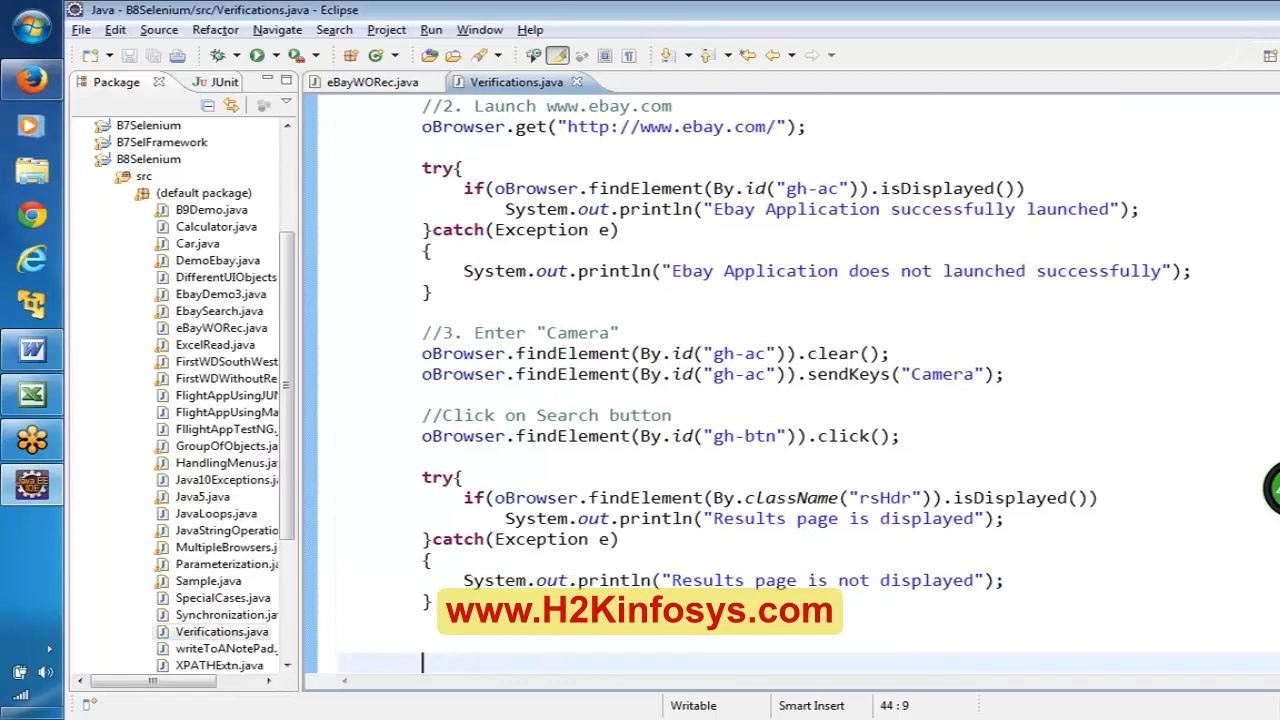 Java - B8Selenium/src/Verifications.java - Eclipse
File Edit Source Refactor Navigate Search Project Run Window Help
Package JUnit
eBayWORec.java Verifications.java
B7Selenium
B7SelFramework
B8Selenium
src
(default package)
B9Demo.java
Calculator.java
Car.java
DemoEbay.java
DifferentUIObjects
EbayDemo3.java
EbaySearch.java
eBayWORec.java
ExcelRead.java
FirstWDSouthWest
FirstWDWithoutRe
FlightAppUsingJUN
FlightAppUsingMa
FllightAppTestNG.
GroupOfObjects.ja
HandlingMenus.ja
Java10Exceptions.j
Java5.java
JavaLoops.java
JavaStringOperatio
MultipleBrowsers.j
Parameterization.j
Sample.java
SpecialCases.java
Synchronization.ja
Verifications.java
writeToANotePad.
XPATHExtn.java
//2. Launch www.ebay.com
oBrowser.get("http://www.ebay.com/");
try{
if(oBrowser.findElement(By.id("gh-ac")).isDisplayed())
System.out.println("Ebay Application successfully launched");
}catch(Exception e)
{
System.out.println("Ebay Application does not launched successfully");
}
//3. Enter "Camera"
oBrowser.findElement(By.id("gh-ac")).clear();
oBrowser.findElement(By.id("gh-ac")).sendKeys("Camera");
//Click on Search button
oBrowser.findElement(By.id("gh-btn")).click();
try{
if(oBrowser.findElement(By.className("rsHdr")).isDisplayed())
System.out.println("Results page is displayed");
}catch(Exception e)
{
System.out.println("Results page is not displayed");
}
www.H2Kinfosys.com
Writable Smart Insert 44 : 9